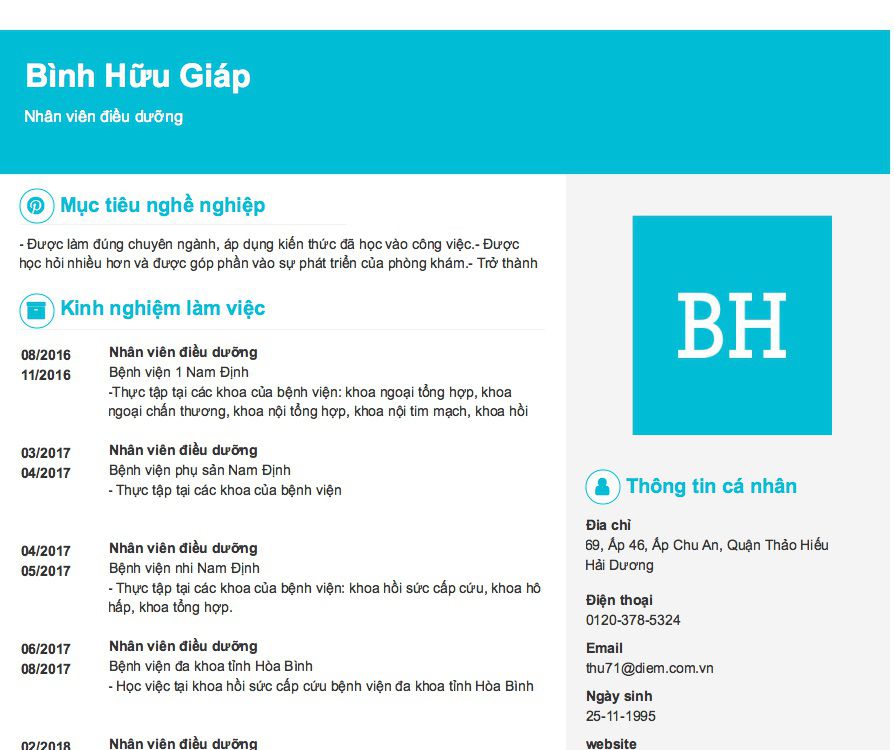 Bình Hữu Giáp
Nhân viên điều dưỡng
Mục tiêu nghề nghiệp
- Được làm đúng chuyên ngành, áp dụng kiến thức đã học vào công việc.- Được
học hỏi nhiều hơn và được góp phần vào sự phát triển của phòng khám.- Trở thành
Kinh nghiệm làm việc
08/2016
11/2016
Nhân viên điều dưỡng
Bệnh viện 1 Nam Định
-Thực tập tại các khoa của bệnh viện: khoa ngoại tổng hợp, khoa
ngoại chấn thương, khoa nội tổng hợp, khoa nội tim mạch, khoa hồi
03/2017
04/2017
Nhân viên điều dưỡng
Bệnh viện phụ sản Nam Định
- Thực tập tại các khoa của bệnh viện
04/2017
05/2017
Nhân viên điều dưỡng
Bệnh viện nhi Nam Định
- Thực tập tại các khoa của bệnh viện: khoa hồi sức cấp cứu, khoa hô
hấp, khoa tổng hợp.
06/2017
08/2017
Nhân viên điều dưỡng
Bệnh viện đa khoa tỉnh Hòa Bình
- Học việc tại khoa hồi sức cấp cứu bệnh viện đa khoa tỉnh Hòa Bình
02/2018
Nhân viên điều dưỡng
BH
Thông tin cá nhân
Đia chỉ
69, Ấp 46, Ấp Chu An, Quận Thảo Hiếu
Hải Dương
Điện thoại
0120-378-5324
Email
thu71@diem.com.vn
Ngày sinh
25-11-1995
website